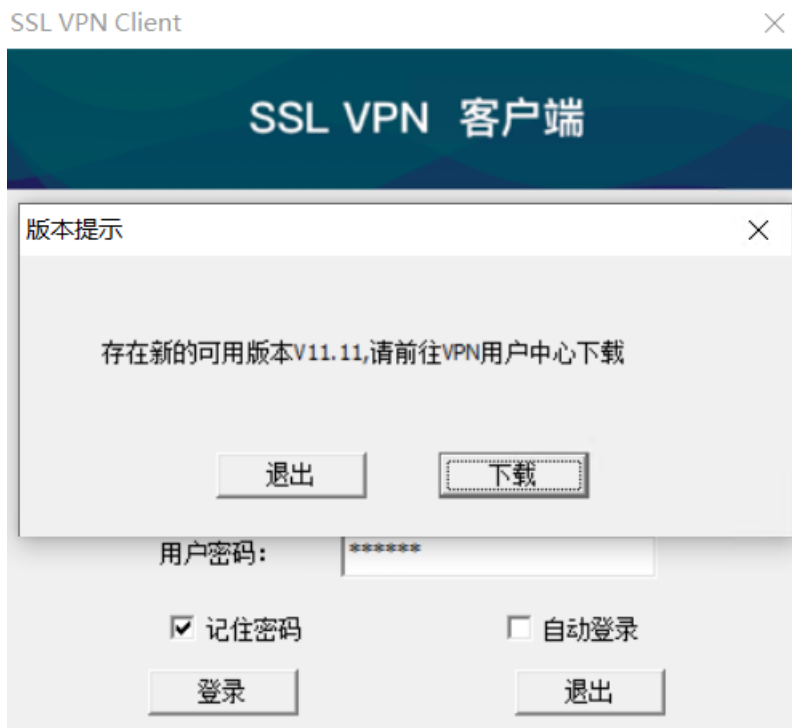 SSL VPN Client
SSL VPN 客户端
版本提示
存在新的可用版本V11.11,请前往VPN用户中心下载
退出 下载
用户密码: ******
记住密码 自动登录
登录 退出